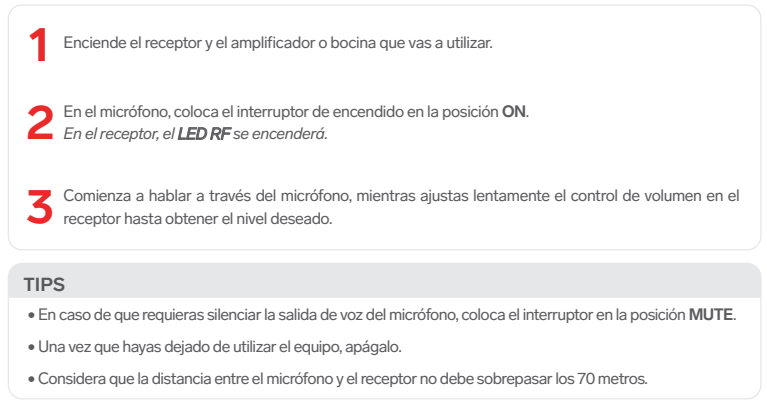 1 Enciende el receptor y el amplificador o bocina que vas a utilizar.
2 En el micrófono, coloca el interruptor de encendido en la posición ON.
En el receptor, el LED RF se encenderá.
3 Comienza a hablar a través del micrófono, mientras ajustas lentamente el control de volumen en el
receptor hasta obtener el nivel deseado.
TIPS
• En caso de que requieras silenciar la salida de voz del micrófono, coloca el interruptor en la posición MUTE.
• Una vez que hayas dejado de utilizar el equipo, apágalo.
• Considera que la distancia entre el micrófono y el receptor no debe sobrepasar los 70 metros.